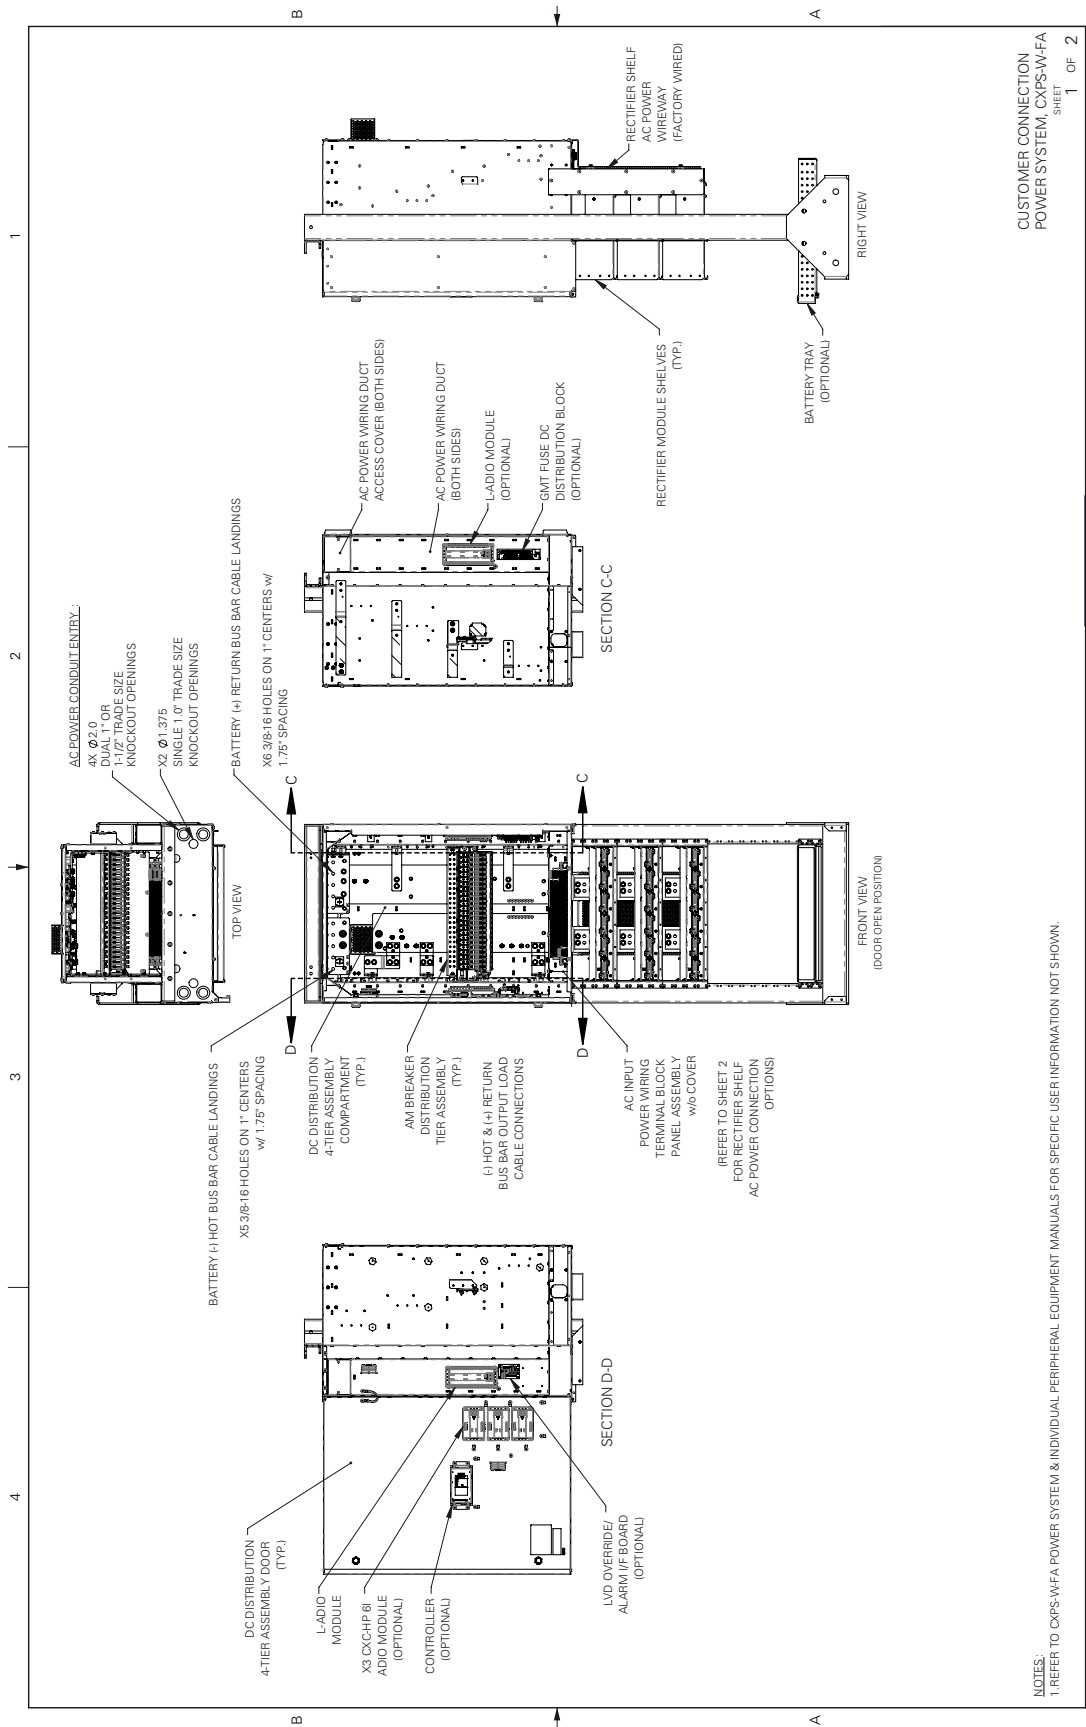 4
3
2
1
B
A
B
A
DC DISTRIBUTION
4-TIER ASSEMBLY DOOR
(TYP.)
L-ADIO
MODULE
X3 CXC-HP 6I
ADIO MODULE
(OPTIONAL)
CONTROLLER
(OPTIONAL)
LVD OVERRIDE/
ALARM I/F BOARD
(OPTIONAL)
SECTION D-D
BATTERY (-) HOT BUS BAR CABLE LANDINGS
X5 3/8-16 HOLES ON 1" CENTERS
w/ 1.75" SPACING
DC DISTRIBUTION
4-TIER ASSEMBLY
COMPARTMENT
(TYP.)
AM BREAKER
DISTRIBUTION
TIER ASSEMBLY
(TYP.)
(-) HOT & (+) RETURN
BUS BAR OUTPUT LOAD
CABLE CONNECTIONS
AC INPUT
POWER WIRING
TERMINAL BLOCK
PANEL ASSEMBLY
w/o COVER
(REFER TO SHEET 2
FOR RECTIFIER SHELF
AC POWER CONNECTION
OPTIONS)
TOP VIEW
D
D
C
C
FRONT VIEW
(DOOR OPEN POSITION)
AC POWER CONDUIT ENTRY :
4X Ø2.0
DUAL 1" OR
1-1/2" TRADE SIZE
KNOCKOUT OPENINGS
X2 Ø1.375
SINGLE 1.0" TRADE SIZE
KNOCKOUT OPENINGS
BATTERY (+) RETURN BUS BAR CABLE LANDINGS
X6 3/8-16 HOLES ON 1" CENTERS w/
1.75" SPACING
AC POWER WIRING DUCT
ACCESS COVER (BOTH SIDES)
AC POWER WIRING DUCT
(BOTH SIDES)
L-ADIO MODULE
(OPTIONAL)
GMT FUSE DC
DISTRIBUTION BLOCK
(OPTIONAL)
SECTION C-C
RECTIFIER MODULE SHELVES
(TYP.)
BATTERY TRAY
(OPTIONAL)
RECTIFIER SHELF
AC POWER
WIREWAY
(FACTORY WIRED)
RIGHT VIEW
NOTES :
1.REFER TO CXPS-W-FA POWER SYSTEM & INDIVIDUAL PERIPHERAL EQUIPMENT MANUALS FOR SPECIFIC USER INFORMATION NOT SHOWN.
CUSTOMER CONNECTION
POWER SYSTEM, CXPS-W-FA
SHEET
1 OF 2